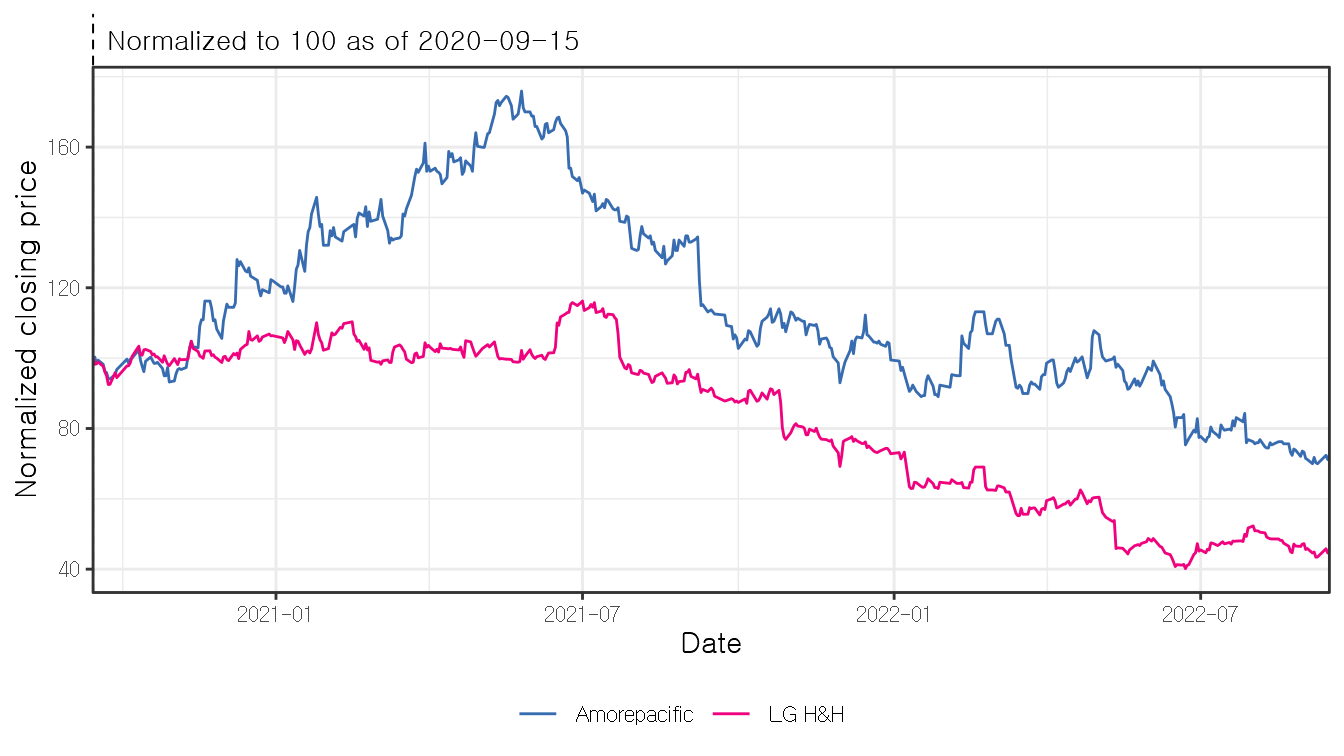 Normalized to 100 as of 2020-09-15
Normalized closing price
160
120
80
40
2021-01
2021-07
2022-01
2022-07
Date
Amorepacific
LG H&H